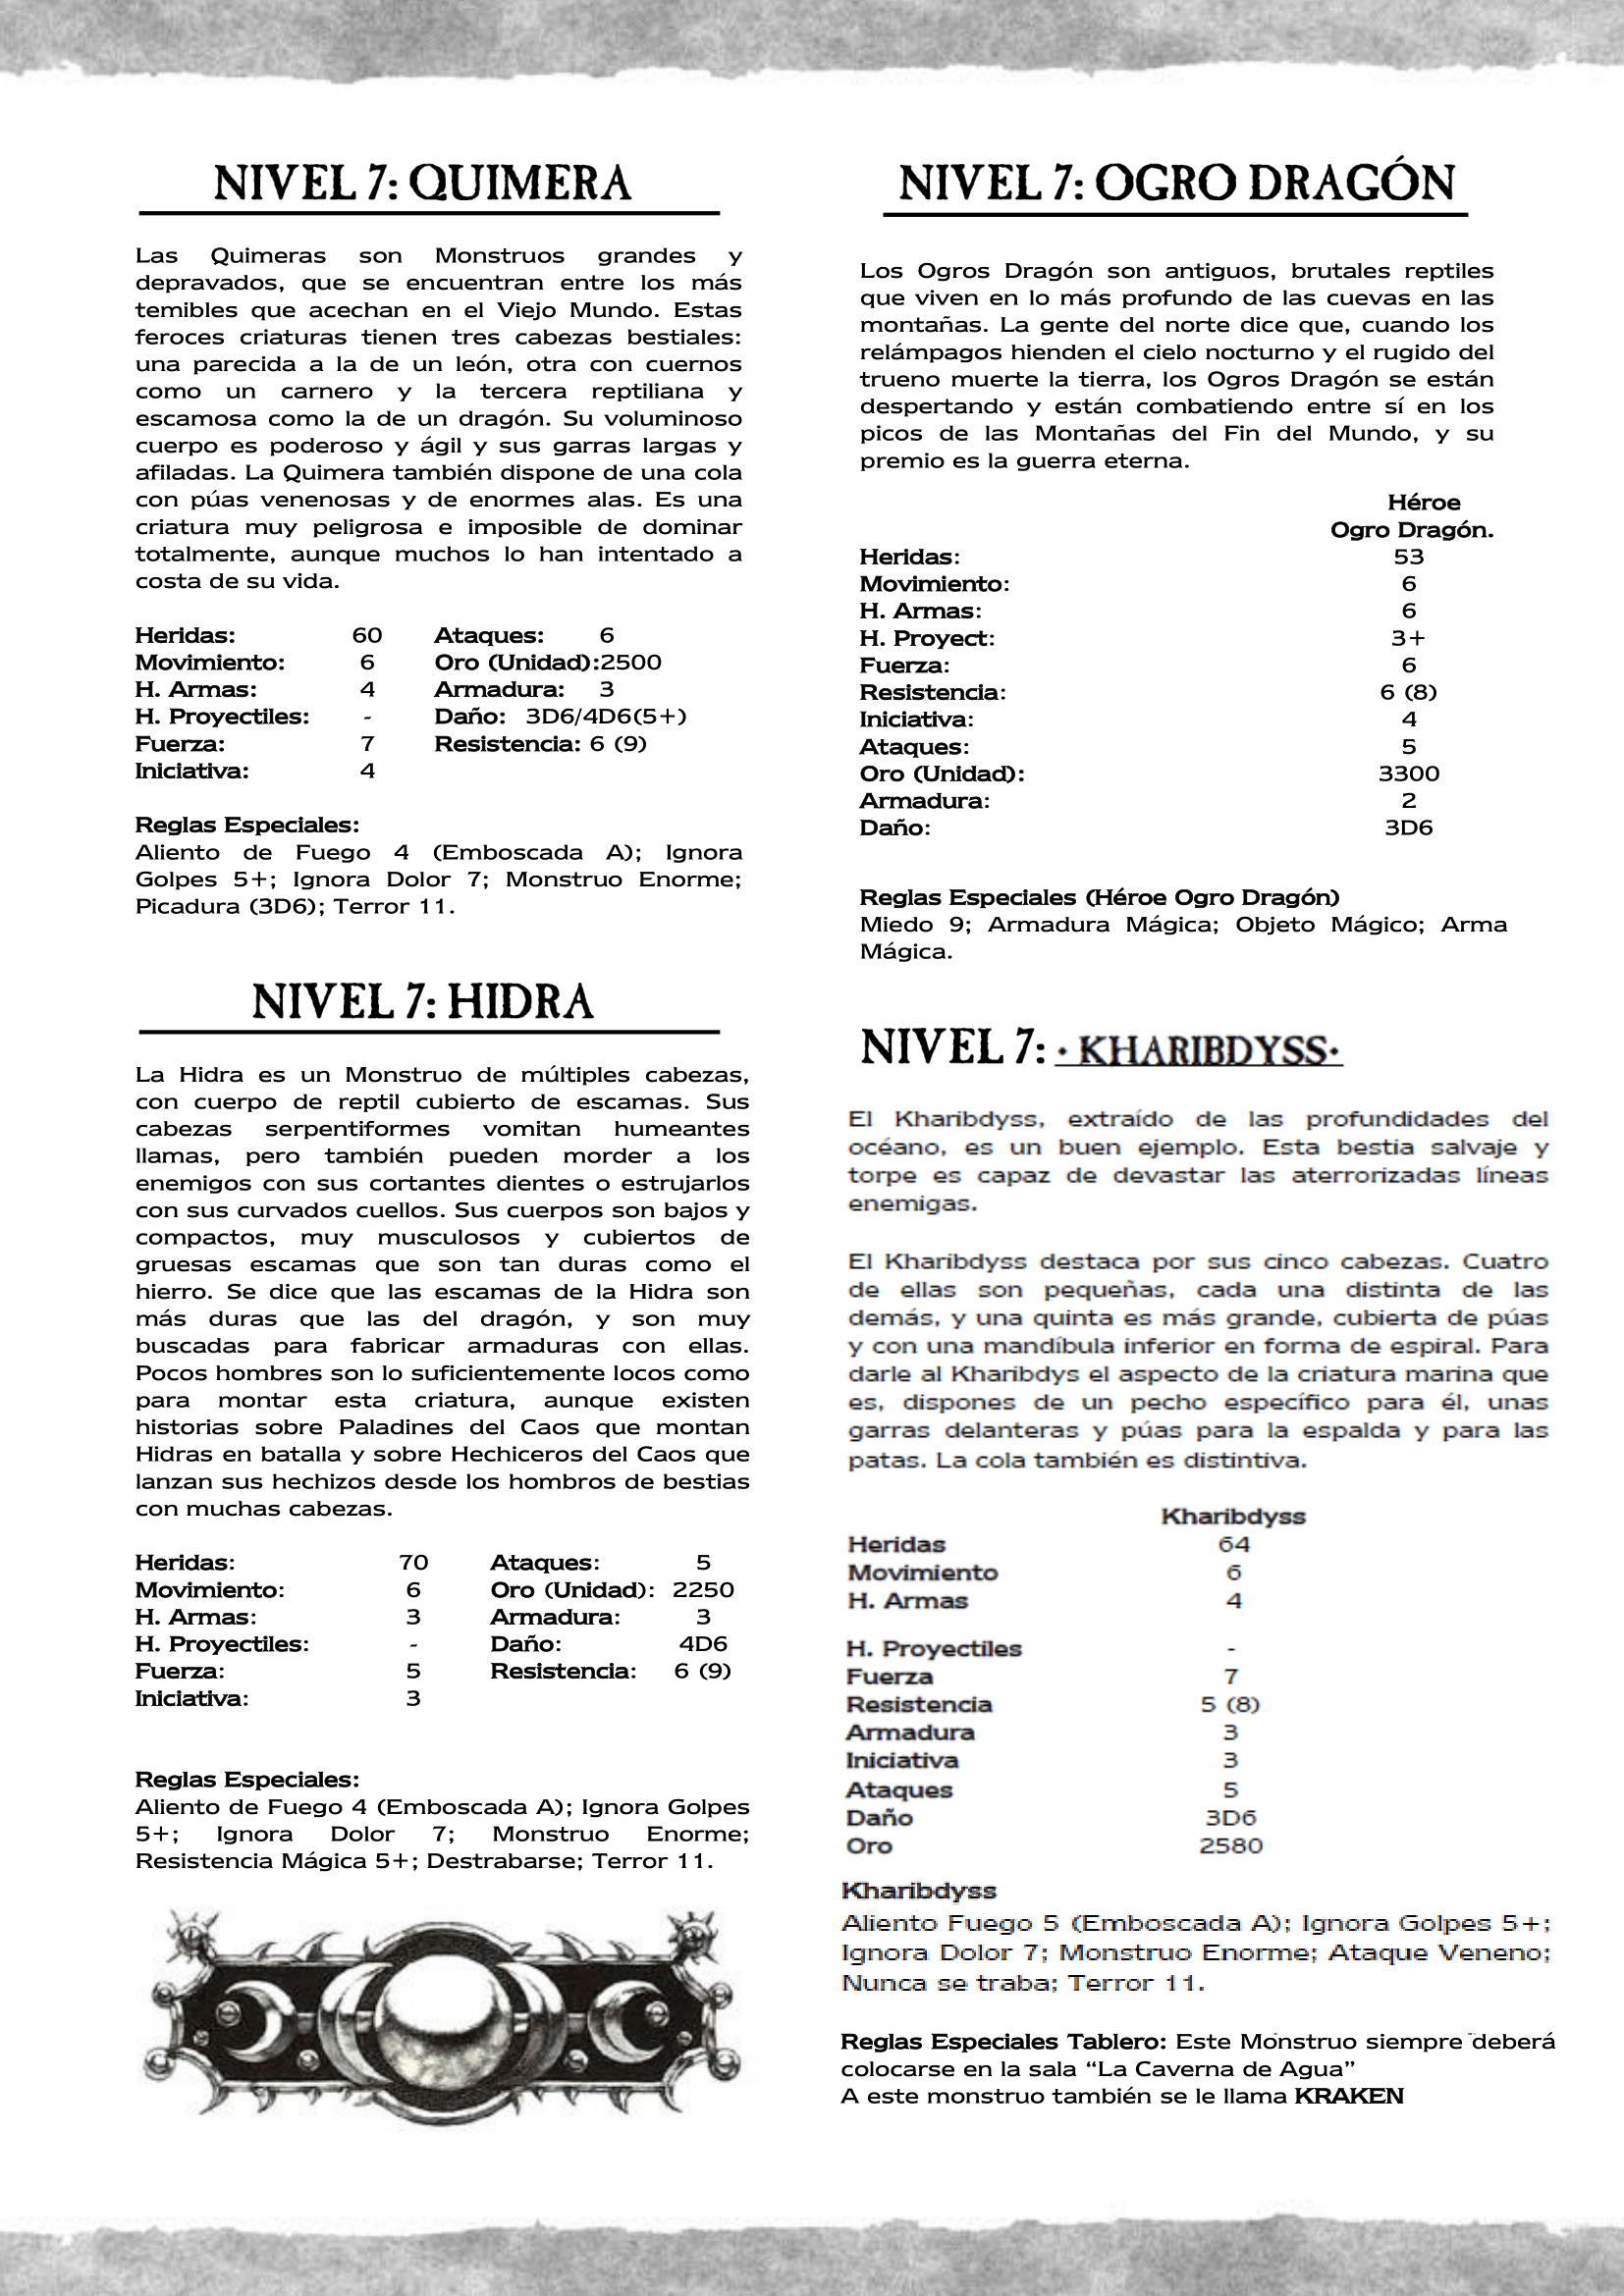 NIVEL 7: QUIMERA
Las Quimeras son Monstruos grandes y
depravados, que se encuentran entre los más
temibles que acechan en el Viejo Mundo. Estas
feroces criaturas tienen tres cabezas bestiales:
una parecida a la de un león, otra con cuernos
como un carnero y la tercera reptiliana y
escamosa como la de un dragón. Su voluminoso
cuerpo es poderoso y ágil y sus garras largas y
afiladas. La Quimera también dispone de una cola
con púas venenosas y de enormes alas. Es una
criatura muy peligrosa e imposible de dominar
totalmente, aunque muchos lo han intentado a
costa de su vida.
Heridas: 60 Ataques: 6
Movimiento: 6 Oro (Unidad):2500
H. Armas: 4 Armadura: 3
H. Proyectiles: - Daño: 3D6/4D6(5+)
Fuerza: 7 Resistencia: 6 (9)
Iniciativa: 4
Reglas Especiales:
Aliento de Fuego 4 (Emboscada A); Ignora
Golpes 5+; Ignora Dolor 7; Monstruo Enorme;
Picadura (3D6); Terror 11.
NIVEL 7: HIDRA
La Hidra es un Monstruo de múltiples cabezas,
con cuerpo de reptil cubierto de escamas. Sus
cabezas serpentiformes vomitan humeantes
llamas, pero también pueden morder a los
enemigos con sus cortantes dientes o estrujarlos
con sus curvados cuellos. Sus cuerpos son bajos y
compactos, muy musculosos y cubiertos de
gruesas escamas que son tan duras como el
hierro. Se dice que las escamas de la Hidra son
más duras que las del dragón, y son muy
buscadas para fabricar armaduras con ellas.
Pocos hombres son lo suficientemente locos como
para montar esta criatura, aunque existen
historias sobre Paladines del Caos que montan
Hidras en batalla y sobre Hechiceros del Caos que
lanzan sus hechizos desde los hombros de bestias
con muchas cabezas.
Heridas: 70 Ataques: 5
Movimiento: 6 Oro (Unidad): 2250
H. Armas: 3 Armadura: 3
H. Proyectiles: - Daño: 4D6
Fuerza: 5 Resistencia: 6 (9)
Iniciativa: 3
Reglas Especiales:
Aliento de Fuego 4 (Emboscada A); Ignora Golpes
5+; Ignora Dolor 7; Monstruo Enorme;
Resistencia Mágica 5+; Destrabarse; Terror 11.
NIVEL 7: OGRO DRAGÓN
Los Ogros Dragón son antiguos, brutales reptiles
que viven en lo más profundo de las cuevas en las
montañas. La gente del norte dice que, cuando los
relámpagos hienden el cielo nocturno y el rugido del
trueno muerte la tierra, los Ogros Dragón se están
despertando y están combatiendo entre sí en los
picos de las Montañas del Fin del Mundo, y su
premio es la guerra eterna.
Héroe
Ogro Dragón.
Heridas: 53
Movimiento: 6
H. Armas: 6
H. Proyect: 3+
Fuerza: 6
Resistencia: 6 (8)
Iniciativa: 4
Ataques: 5
Oro (Unidad): 3300
Armadura: 2
Daño: 3D6
Reglas Especiales (Héroe Ogro Dragón)
Miedo 9; Armadura Mágica; Objeto Mágico; Arma
Mágica.
NIVEL 7: · KHARIBDYSS·
El Kharibdyss, extraído de las profundidades del
océano, es un buen ejemplo. Esta bestia salvaje y
torpe es capaz de devastar las aterrorizadas líneas
enemigas.
El Kharibdyss destaca por sus cinco cabezas. Cuatro
de ellas son pequeñas, cada una distinta de las
demás, y una quinta es más grande, cubierta de púas
y con una mandíbula inferior en forma de espiral. Para
darle al Kharibdys el aspecto de la criatura marina que
es, dispones de un pecho específico para él, unas
garras delanteras y púas para la espalda y para las
patas. La cola también es distintiva.
Kharibdyss
Heridas 64
Movimiento 6
H. Armas 4
H. Proyectiles -
Fuerza 7
Resistencia 5 (8)
Armadura 3
Iniciativa 3
Ataques 5
Daño 3D6
Oro 2580
Kharibdyss
Aliento Fuego 5 (Emboscada A); Ignora Golpes 5+;
Ignora Dolor 7; Monstruo Enorme; Ataque Veneno;
Nunca se traba; Terror 11.
Reglas Especiales Tablero: Este Monstruo siempre deberá
colocarse en la sala “La Caverna de Agua”
A este monstruo también se le llama KRAKEN